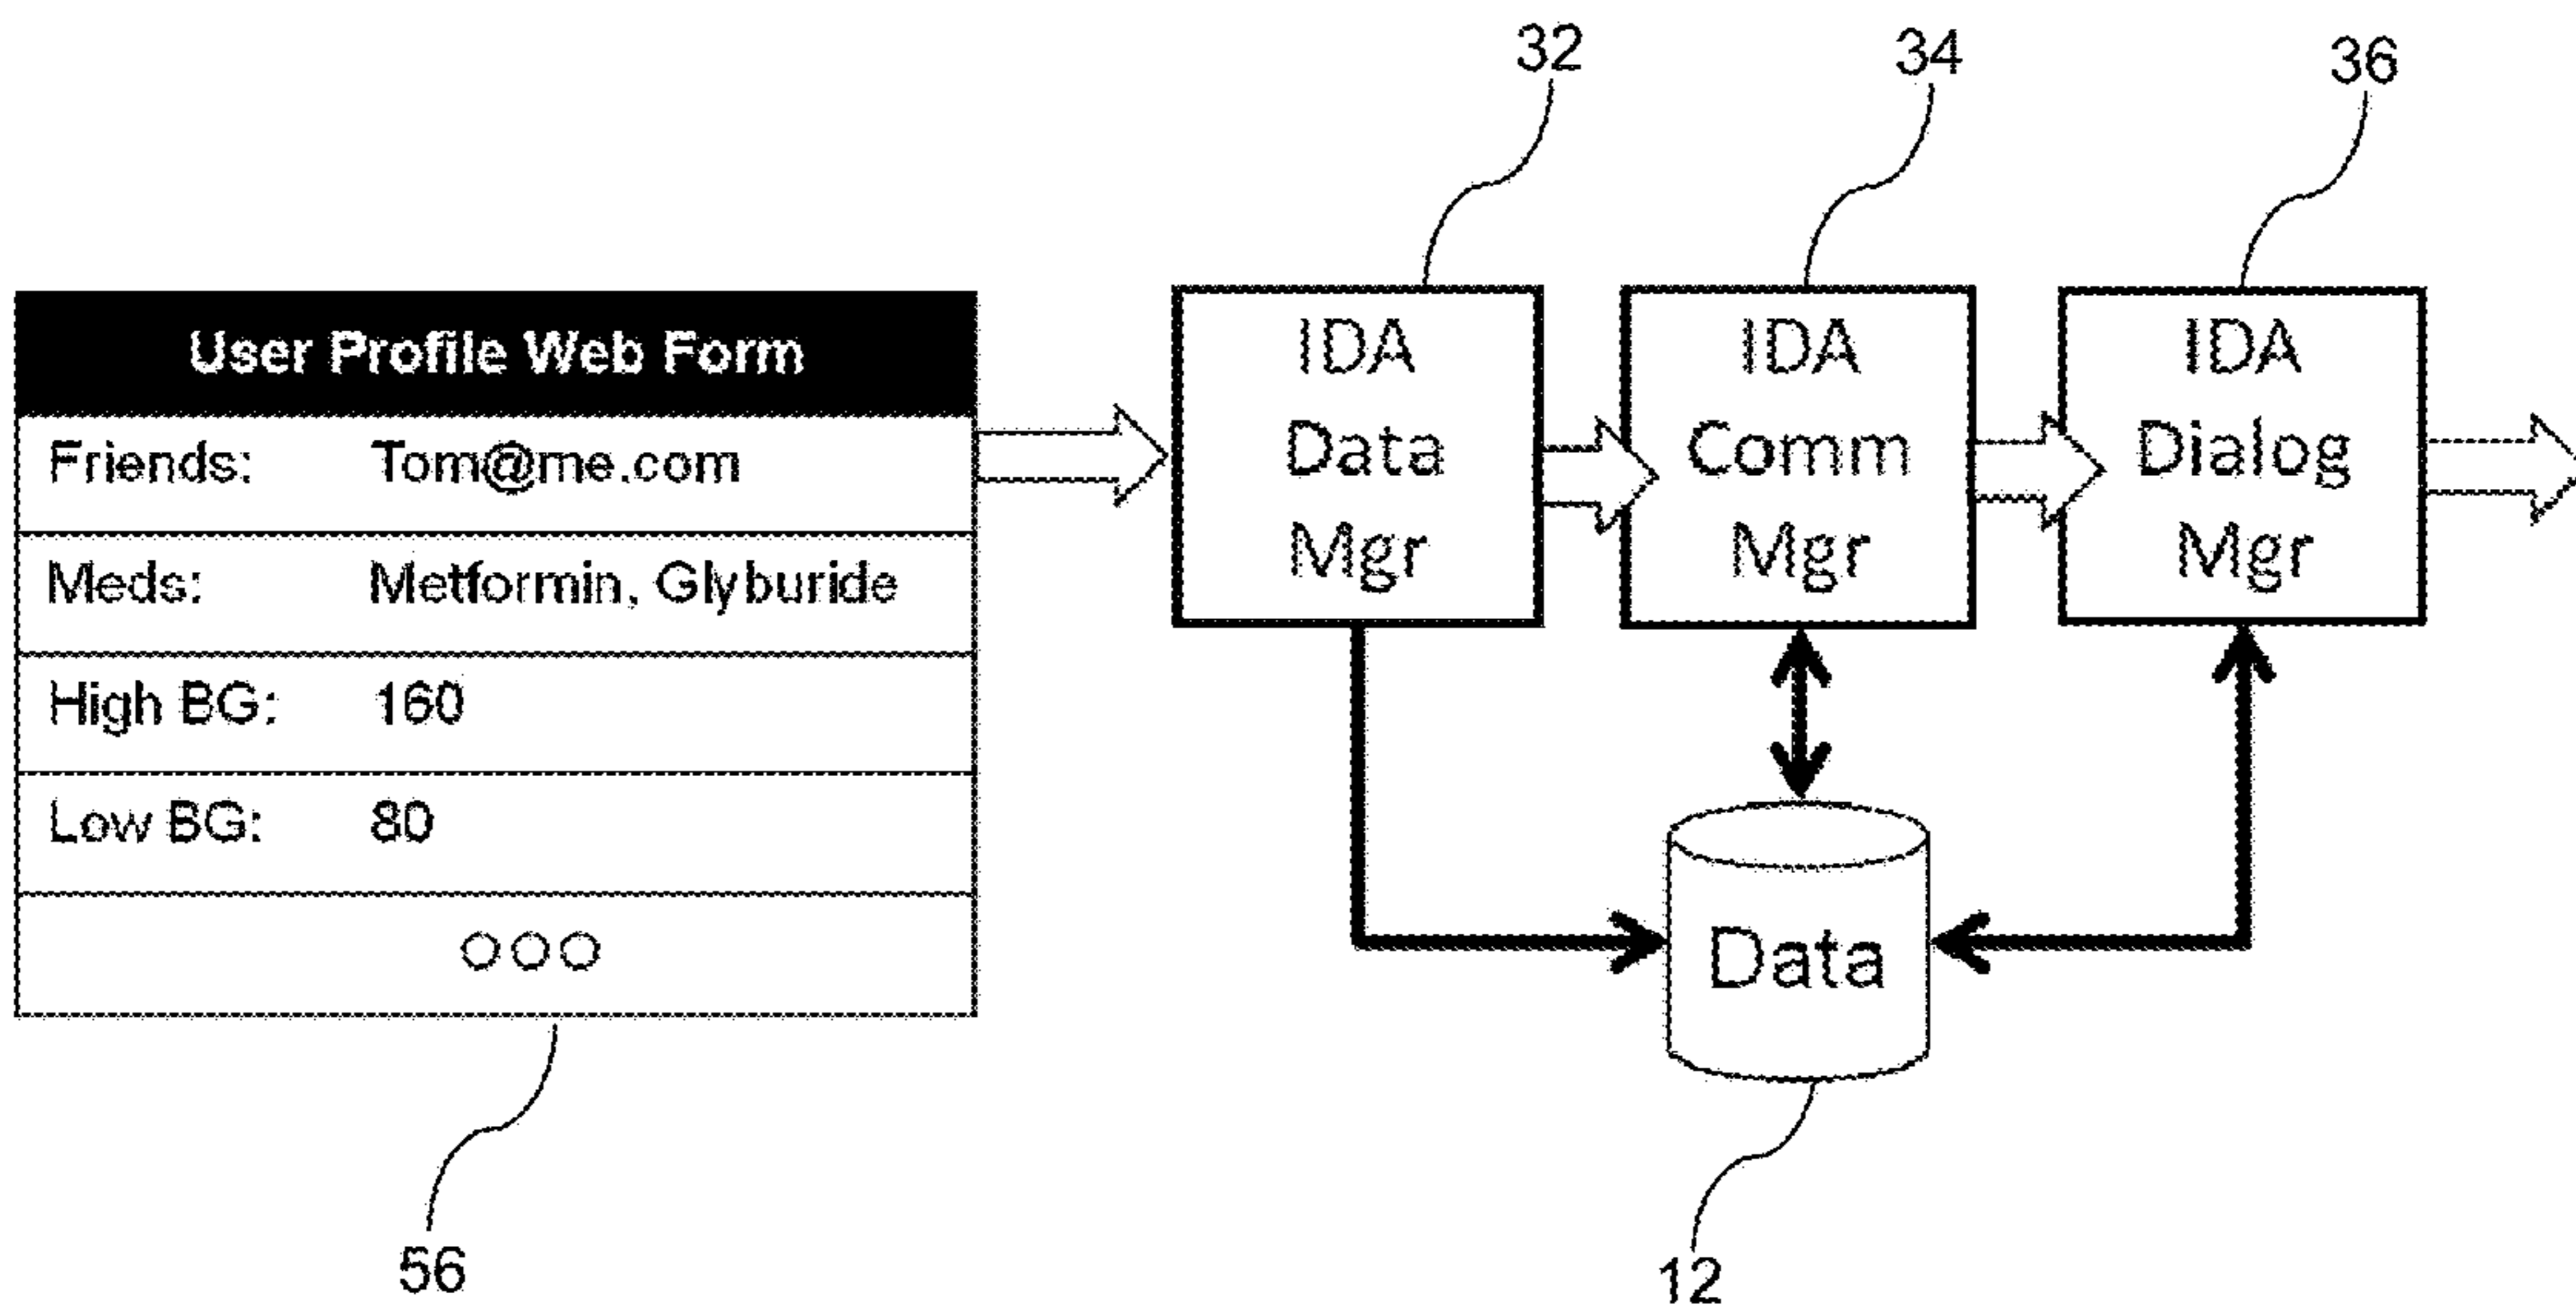 32
34
36
User Profile Web Form
Friends: Tom@me.com
Meds: Metformin, Glyburide
High BG: 160
Low BG: 80
○○○
IDA
Data
Mgr
IDA
Comm
Mgr
IDA
Dialog
Mgr
Data
56
12